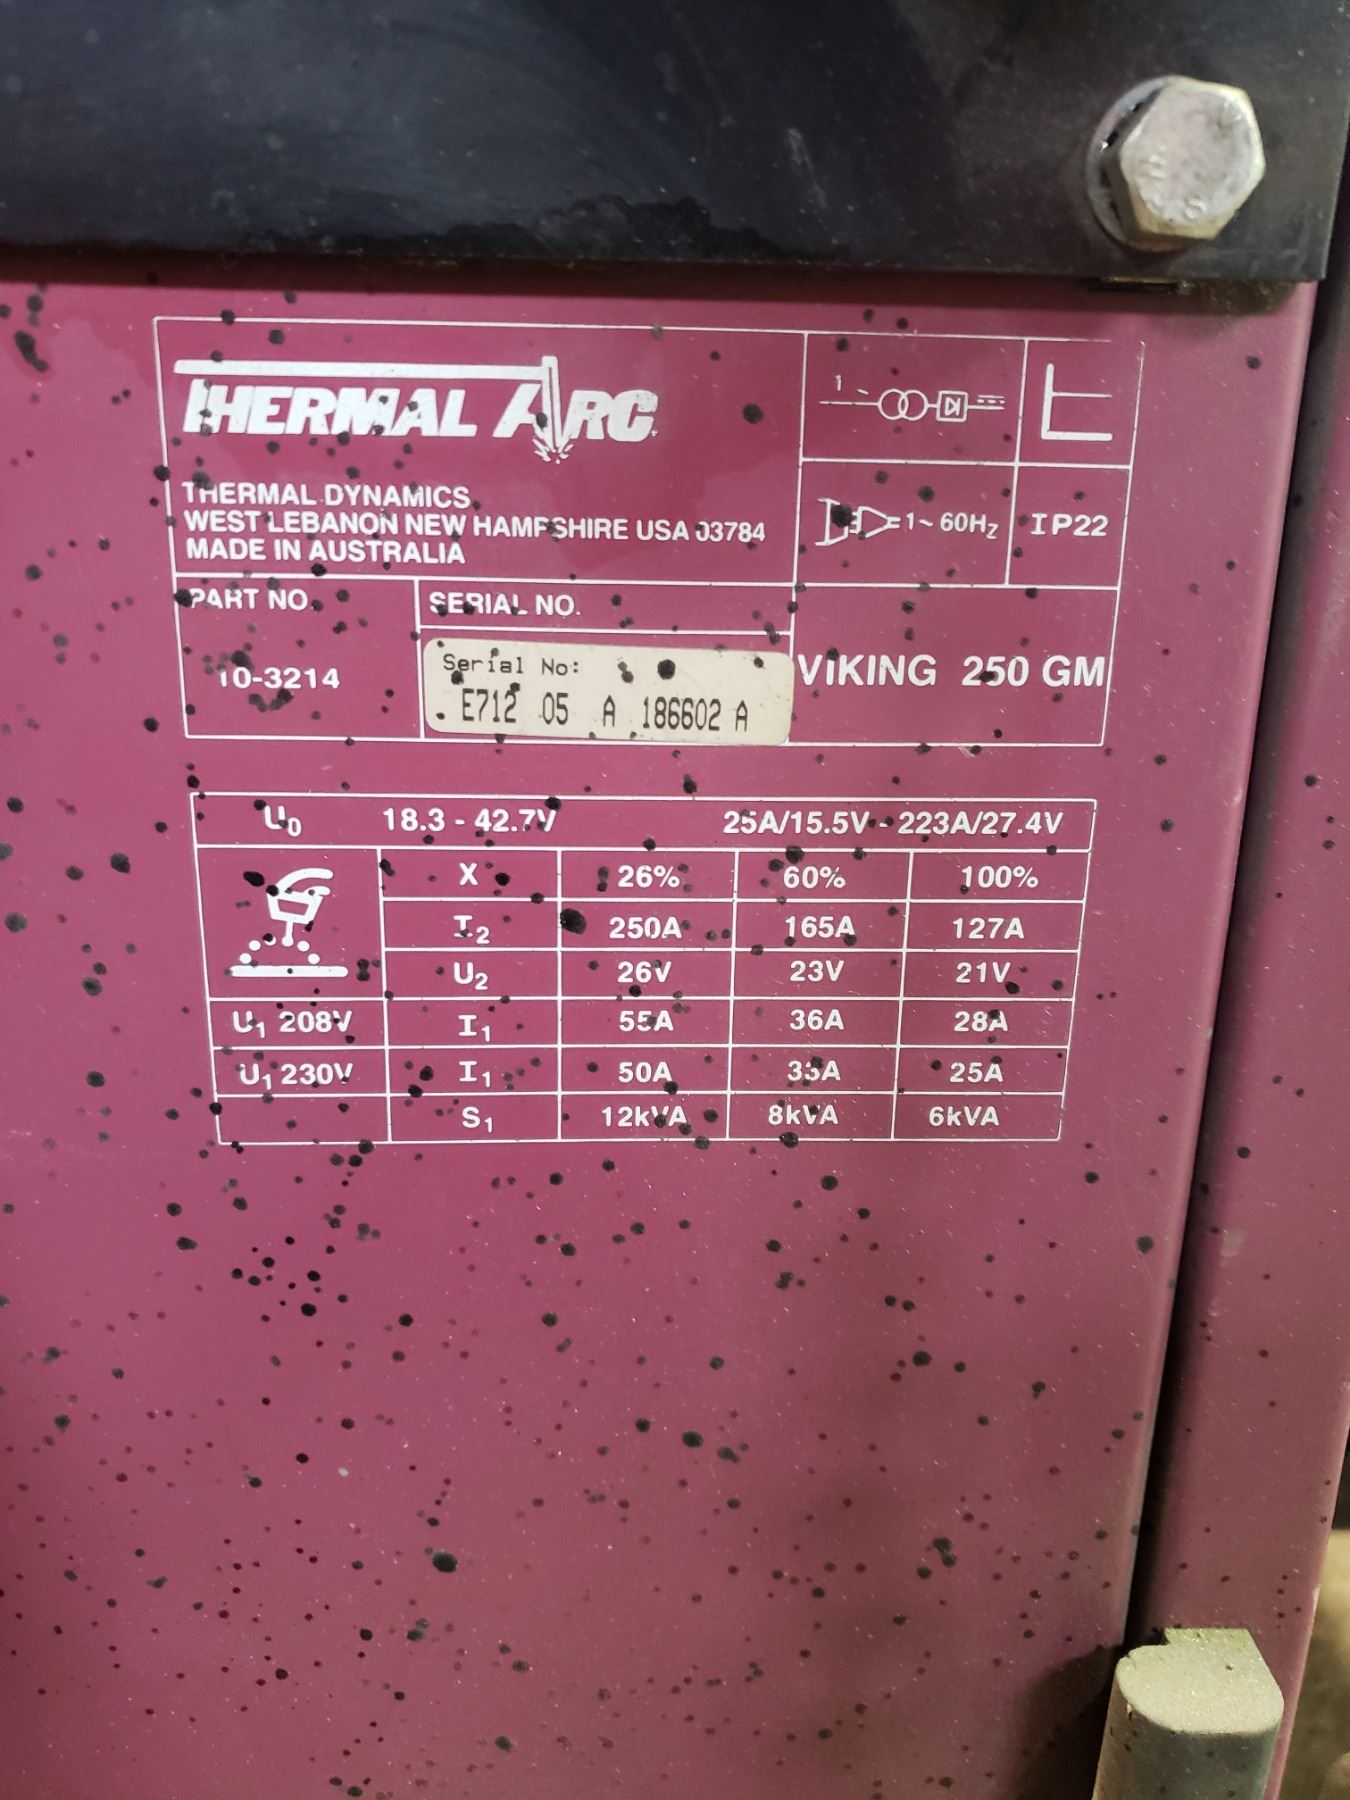 THERMAL ARC
THERMAL DYNAMICS
WEST LEBANON NEW HAMPSHIRE USA 03784
MADE IN AUSTRALIA
1~
1~ 60Hz
IP22
PART NO.
10-3214
SERIAL NO.
Serial No:
E712 05 A 186602 A
VIKING 250 GM
U0 18.3 - 42.7V 25A/15.5V - 223A/27.4V
X 26% 60% 100%
I2 250A 165A 127A
U2 26V 23V 21V
U1 208V I1 55A 36A 28A
U1 230V I1 50A 25A
S1 12kVA 8kVA 6kVA